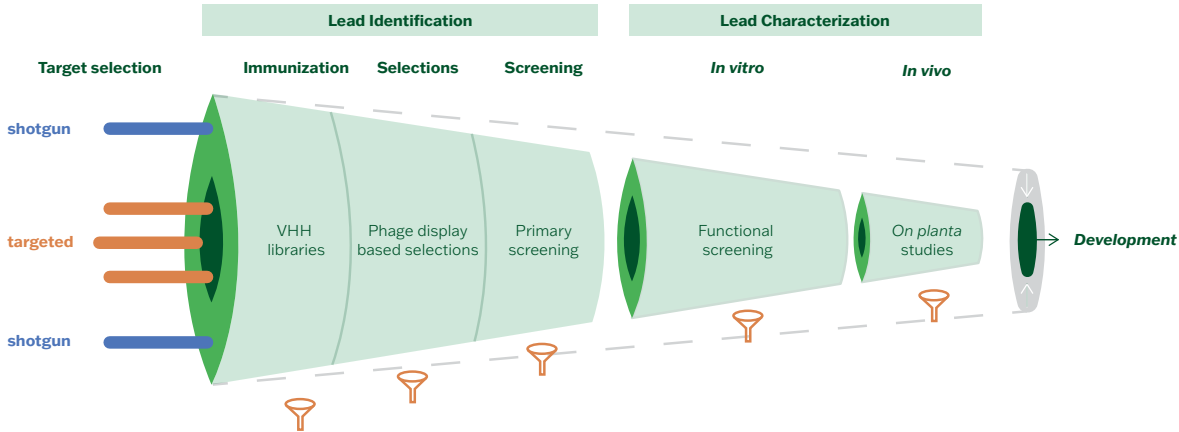 Lead Identification
Lead Characterization
Target selection
Immunization
Selections
Screening
In vitro
In vivo
shotgun
targeted
shotgun
VHH
libraries
Phage display
based selections
Primary
screening
Functional
screening
On planta
studies
Development